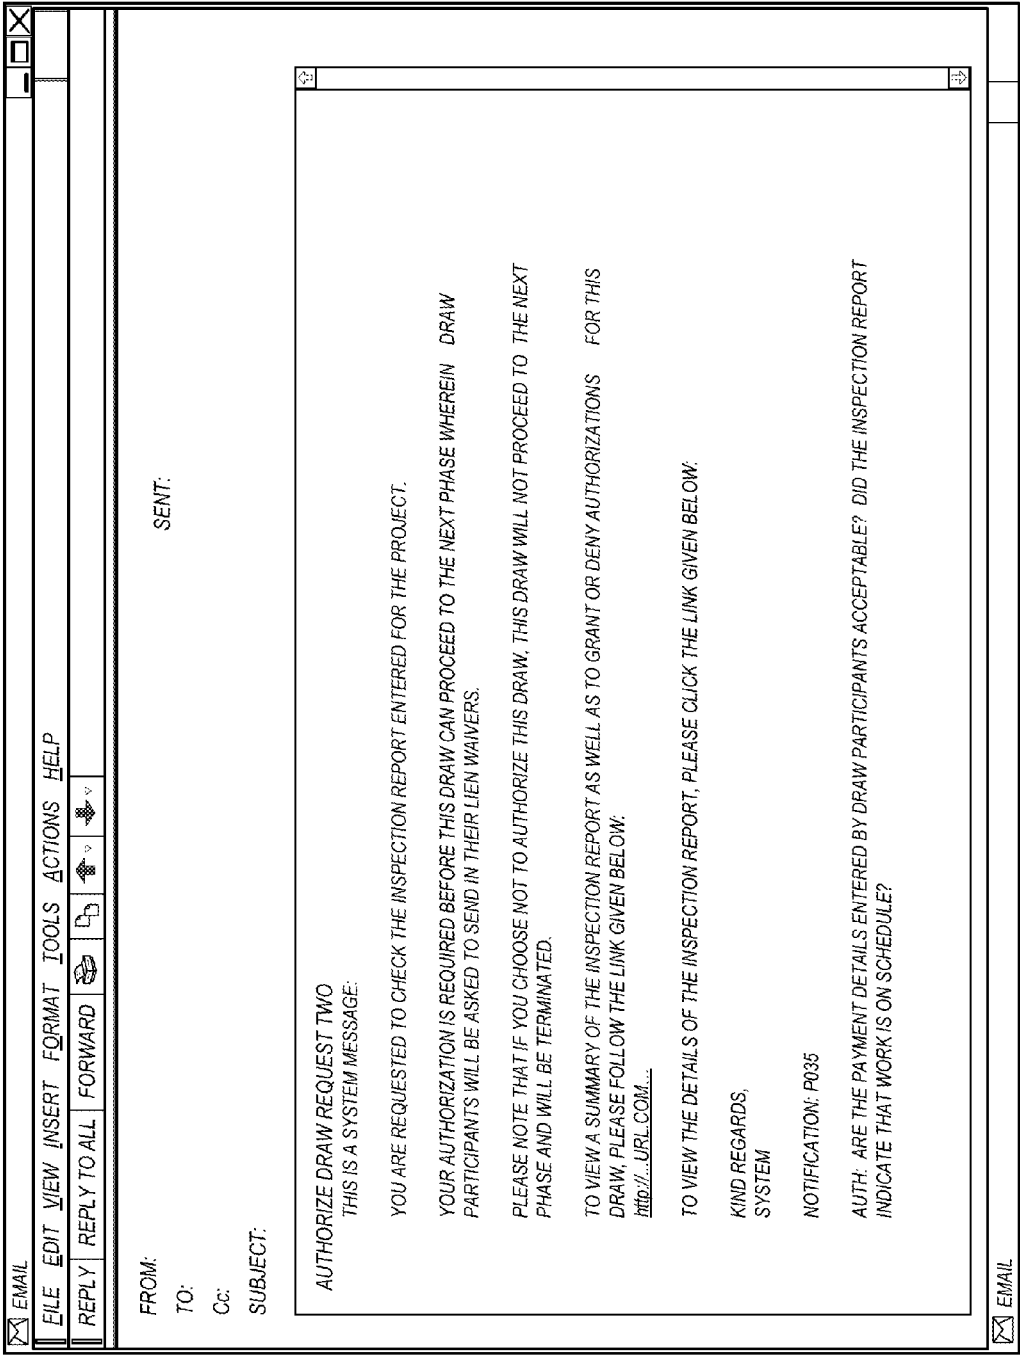 EMAIL
FILE EDIT VIEW INSERT FORMAT TOOLS ACTIONS HELP
REPLY REPLY TO ALL FORWARD
FROM: SENT:
TO:
Cc:
SUBJECT:
AUTHORIZE DRAW REQUEST TWO
THIS IS A SYSTEM MESSAGE:
YOU ARE REQUESTED TO CHECK THE INSPECTION REPORT ENTERED FOR THE PROJECT.
YOUR AUTHORIZATION IS REQUIRED BEFORE THIS DRAW CAN PROCEED TO THE NEXT PHASE WHEREIN DRAW
PARTICIPANTS WILL BE ASKED TO SEND IN THEIR LIEN WAIVERS.
PLEASE NOTE THAT IF YOU CHOOSE NOT TO AUTHORIZE THIS DRAW, THIS DRAW WILL NOT PROCEED TO THE NEXT
PHASE AND WILL BE TERMINATED.
TO VIEW A SUMMARY OF THE INSPECTION REPORT AS WELL AS TO GRANT OR DENY AUTHORIZATIONS FOR THIS
DRAW, PLEASE FOLLOW THE LINK GIVEN BELOW:
http://...URL.COM...
TO VIEW THE DETAILS OF THE INSPECTION REPORT, PLEASE CLICK THE LINK GIVEN BELOW:
KIND REGARDS,
SYSTEM
NOTIFICATION: P035
AUTH: ARE THE PAYMENT DETAILS ENTERED BY DRAW PARTICIPANTS ACCEPTABLE? DID THE INSPECTION REPORT
INDICATE THAT WORK IS ON SCHEDULE?
EMAIL